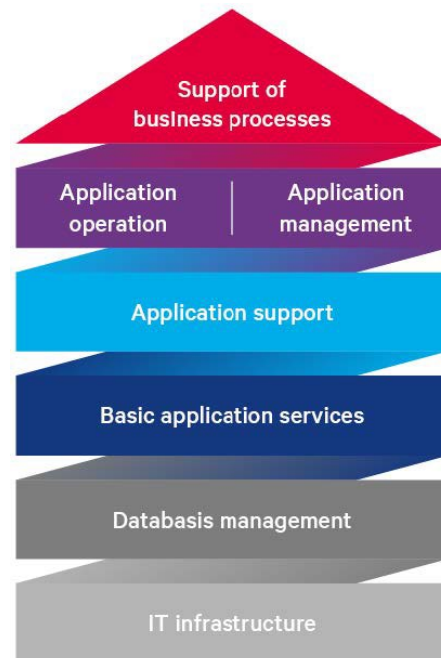 Support of
business processes
Application
operation
Application
management
Application support
Basic application services
Databasis management
IT infrastructure